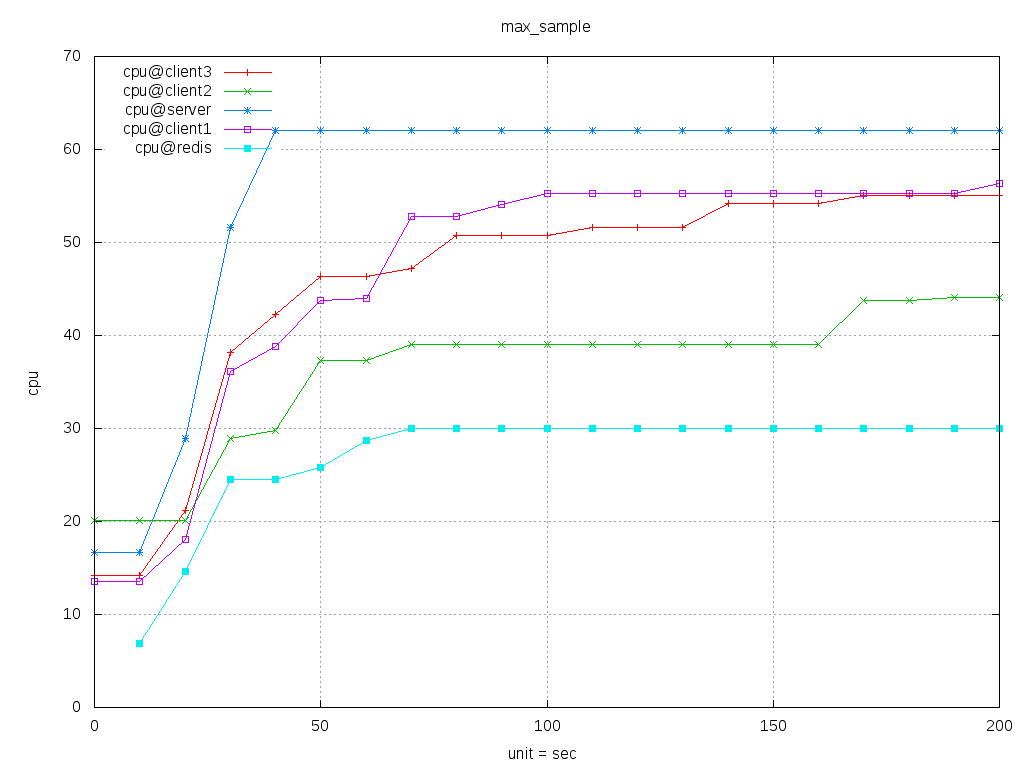 max_sample
cpu@client3
cpu@client2
cpu@server
cpu@client1
cpu@redis
70
60
50
40
30
20
10
0
cpu
0 50 100 150 200
unit = sec